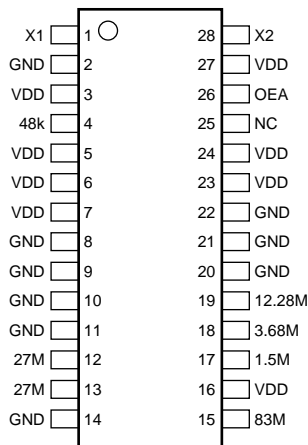 X1 1 28 X2
GND 2 27 VDD
VDD 3 26 OEA
48k 4 25 NC
VDD 5 24 VDD
VDD 6 23 VDD
VDD 7 22 GND
GND 8 21 GND
GND 9 20 GND
GND 10 19 12.28M
GND 11 18 3.68M
27M 12 17 1.5M
27M 13 16 VDD
GND 14 15 83M